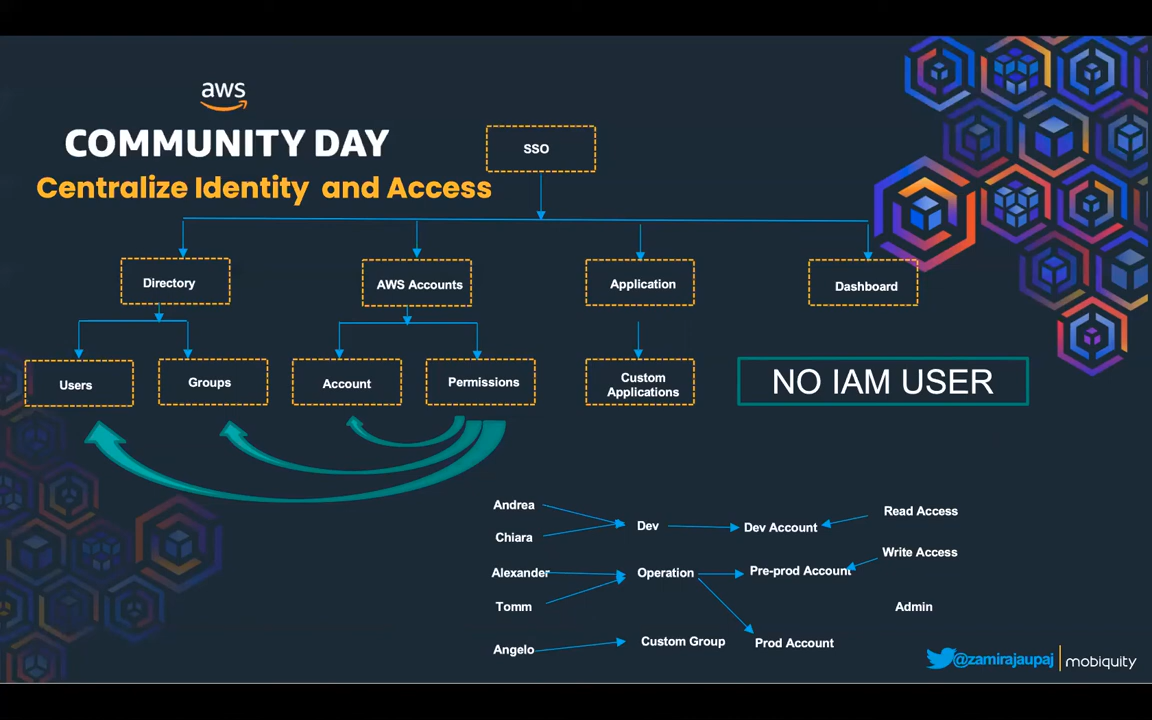 aws
COMMUNITY DAY
Centralize Identity and Access
SSO
Directory
AWS Accounts
Application
Dashboard
Users
Groups
Account
Permissions
Custom
Applications
NO IAM USER
Andrea
Chiara
Alexander
Tomm
Angelo
Dev
Operation
Custom Group
Dev Account
Pre-prod Account
Prod Account
Read Access
Write Access
Admin
@zamirajaupaj
mobiquity